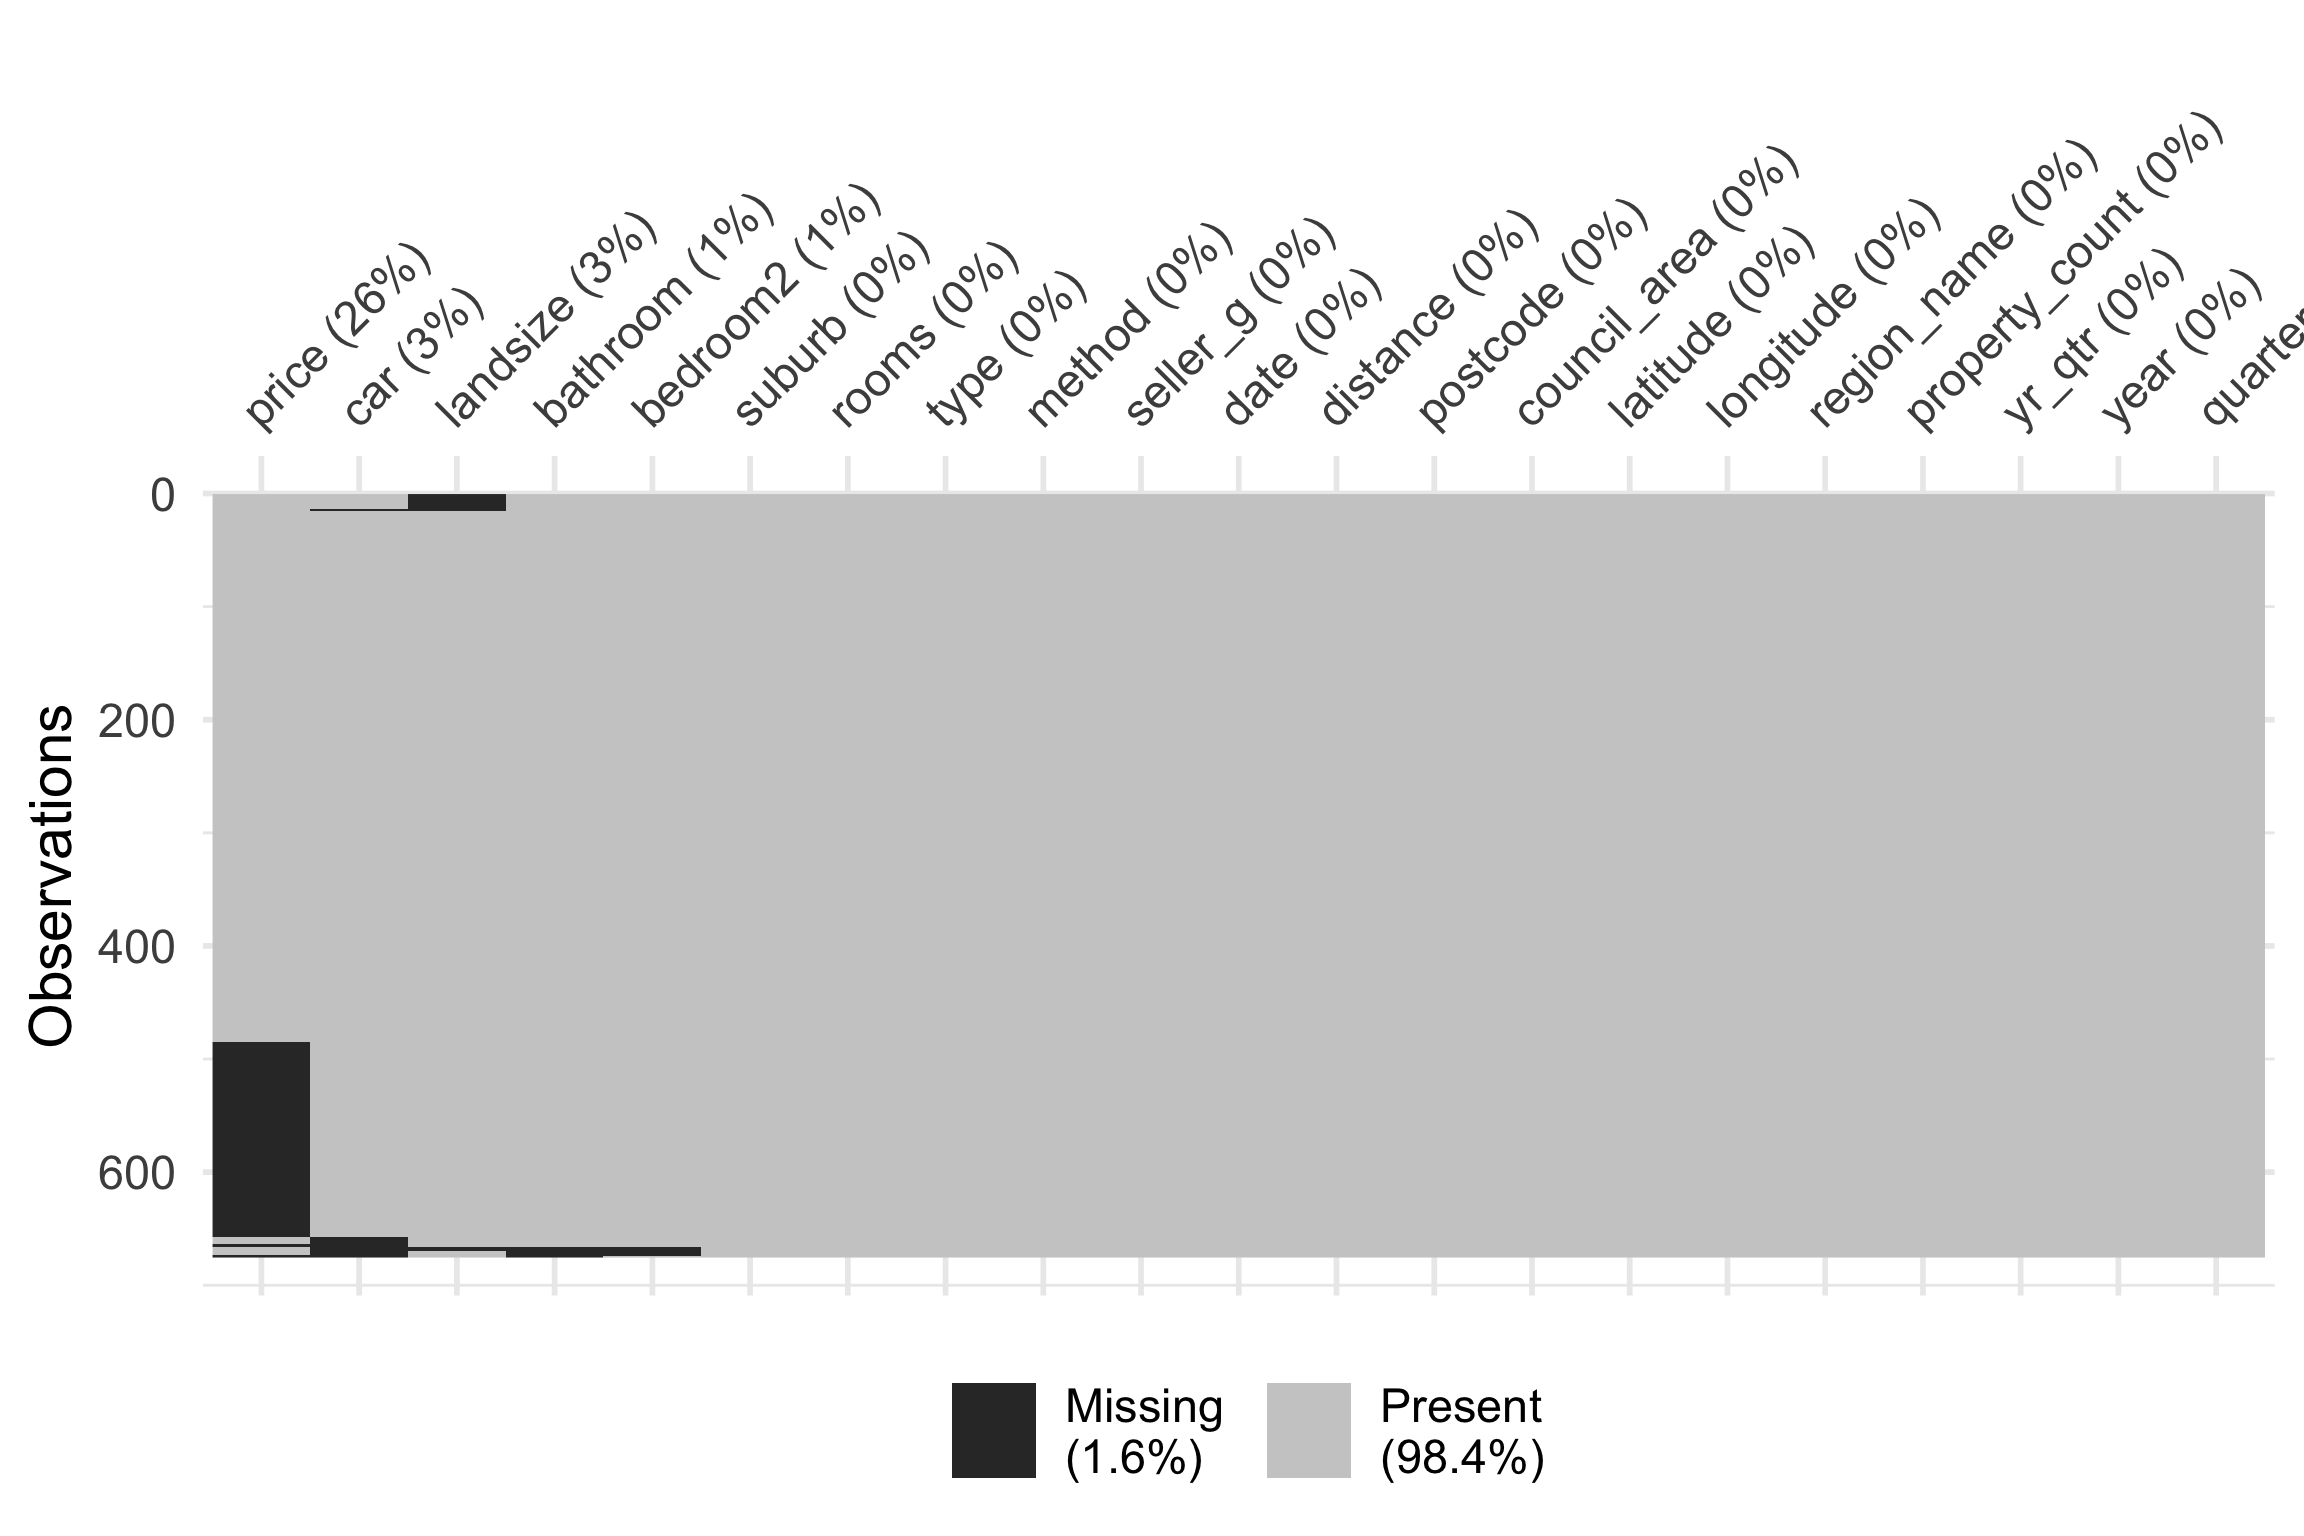 price (26%)
car (3%)
landsize (3%)
bathroom (1%)
bedroom2 (1%)
suburb (0%)
rooms (0%)
type (0%)
method (0%)
seller_g (0%)
date (0%)
distance (0%)
postcode (0%)
council_area (0%)
latitude (0%)
longitude (0%)
region_name (0%)
property_count (0%)
yr_qtr (0%)
year (0%)
quarter
0
200
400
600
Observations
Missing
(1.6%)
Present
(98.4%)